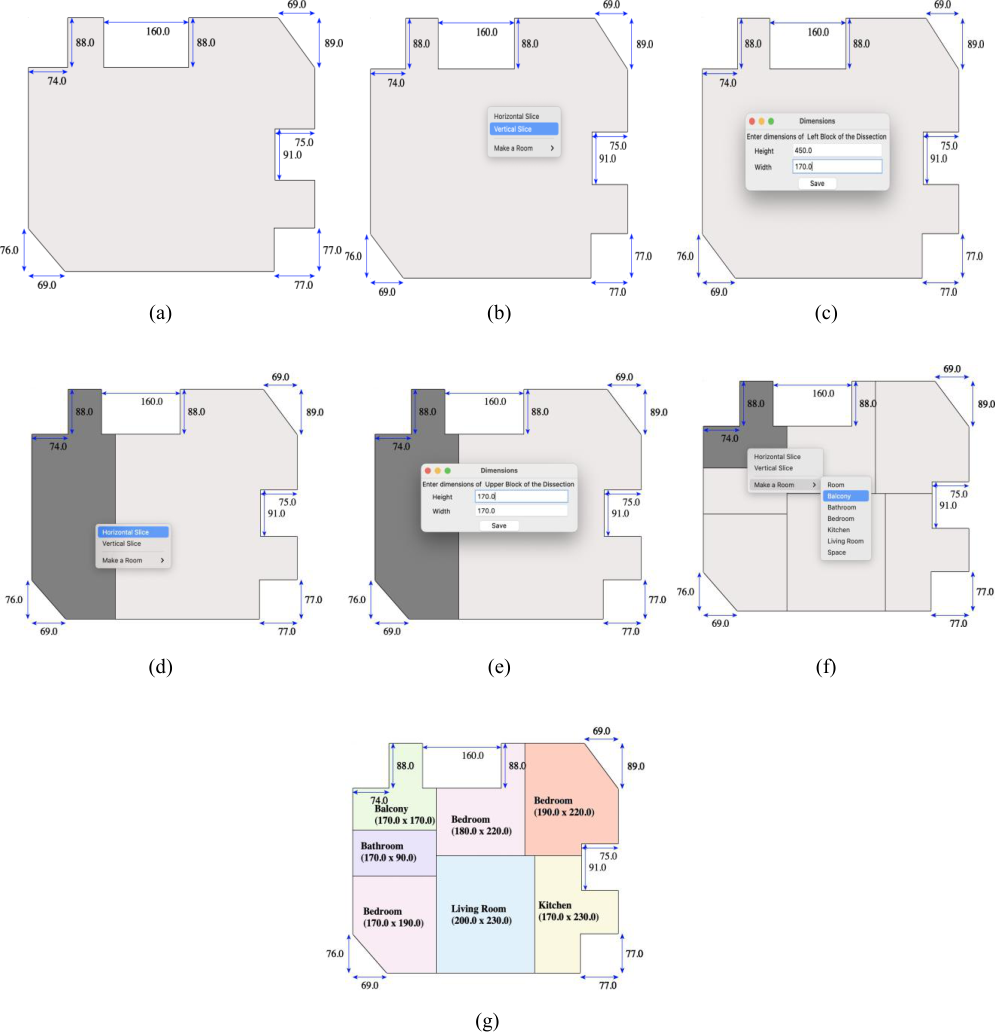 69.0
160.0
88.0
88.0
89.0
74.0
75.0
91.0
76.0
77.0
69.0
77.0
(a)
69.0
160.0
88.0
88.0
89.0
74.0
Horizontal Slice
Vertical Slice
Make a Room >
75.0
91.0
76.0
77.0
69.0
77.0
(b)
69.0
160.0
88.0
88.0
89.0
74.0
Dimensions
Enter dimensions of Left Block of the Dissection
Height 450.0
Width 170.0
Save
75.0
91.0
76.0
77.0
69.0
77.0
(c)
69.0
160.0
88.0
88.0
89.0
74.0
75.0
91.0
Horizontal Slice
Vertical Slice
Make a Room >
76.0
77.0
69.0
77.0
(d)
69.0
160.0
88.0
88.0
89.0
74.0
Dimensions
Enter dimensions of Upper Block of the Dissection
Height 170.0
Width 170.0
Save
75.0
91.0
76.0
77.0
69.0
77.0
(e)
69.0
160.0
88.0
88.0
89.0
74.0
Horizontal Slice
Vertical Slice
Make a Room >
Room
Balcony
Bathroom
Bedroom
Kitchen
Living Room
Space
75.0
91.0
76.0
77.0
69.0
77.0
(f)
69.0
160.0
88.0
88.0
89.0
74.0
Balcony
(170.0 x 170.0)
Bedroom
(180.0 x 220.0)
Bedroom
(190.0 x 220.0)
Bathroom
(170.0 x 90.0)
75.0
91.0
Bedroom
(170.0 x 190.0)
Living Room
(200.0 x 230.0)
Kitchen
(170.0 x 230.0)
76.0
77.0
69.0
77.0
(g)